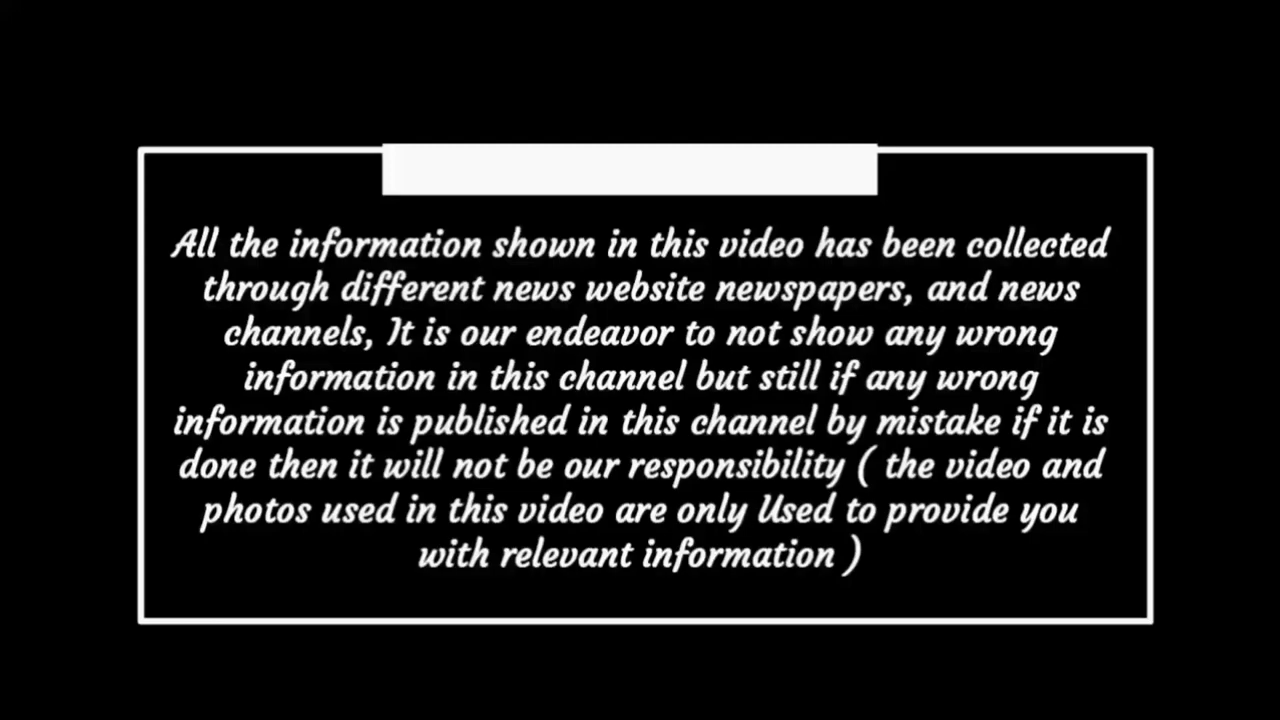 All the information shown in this video has been collected
through different news website newspapers, and news
channels, It is our endeavor to not show any wrong
information in this channel but still if any wrong
information is published in this channel by mistake if it is
done then it will not be our responsibility ( the video and
photos used in this video are only Used to provide you
with relevant information )